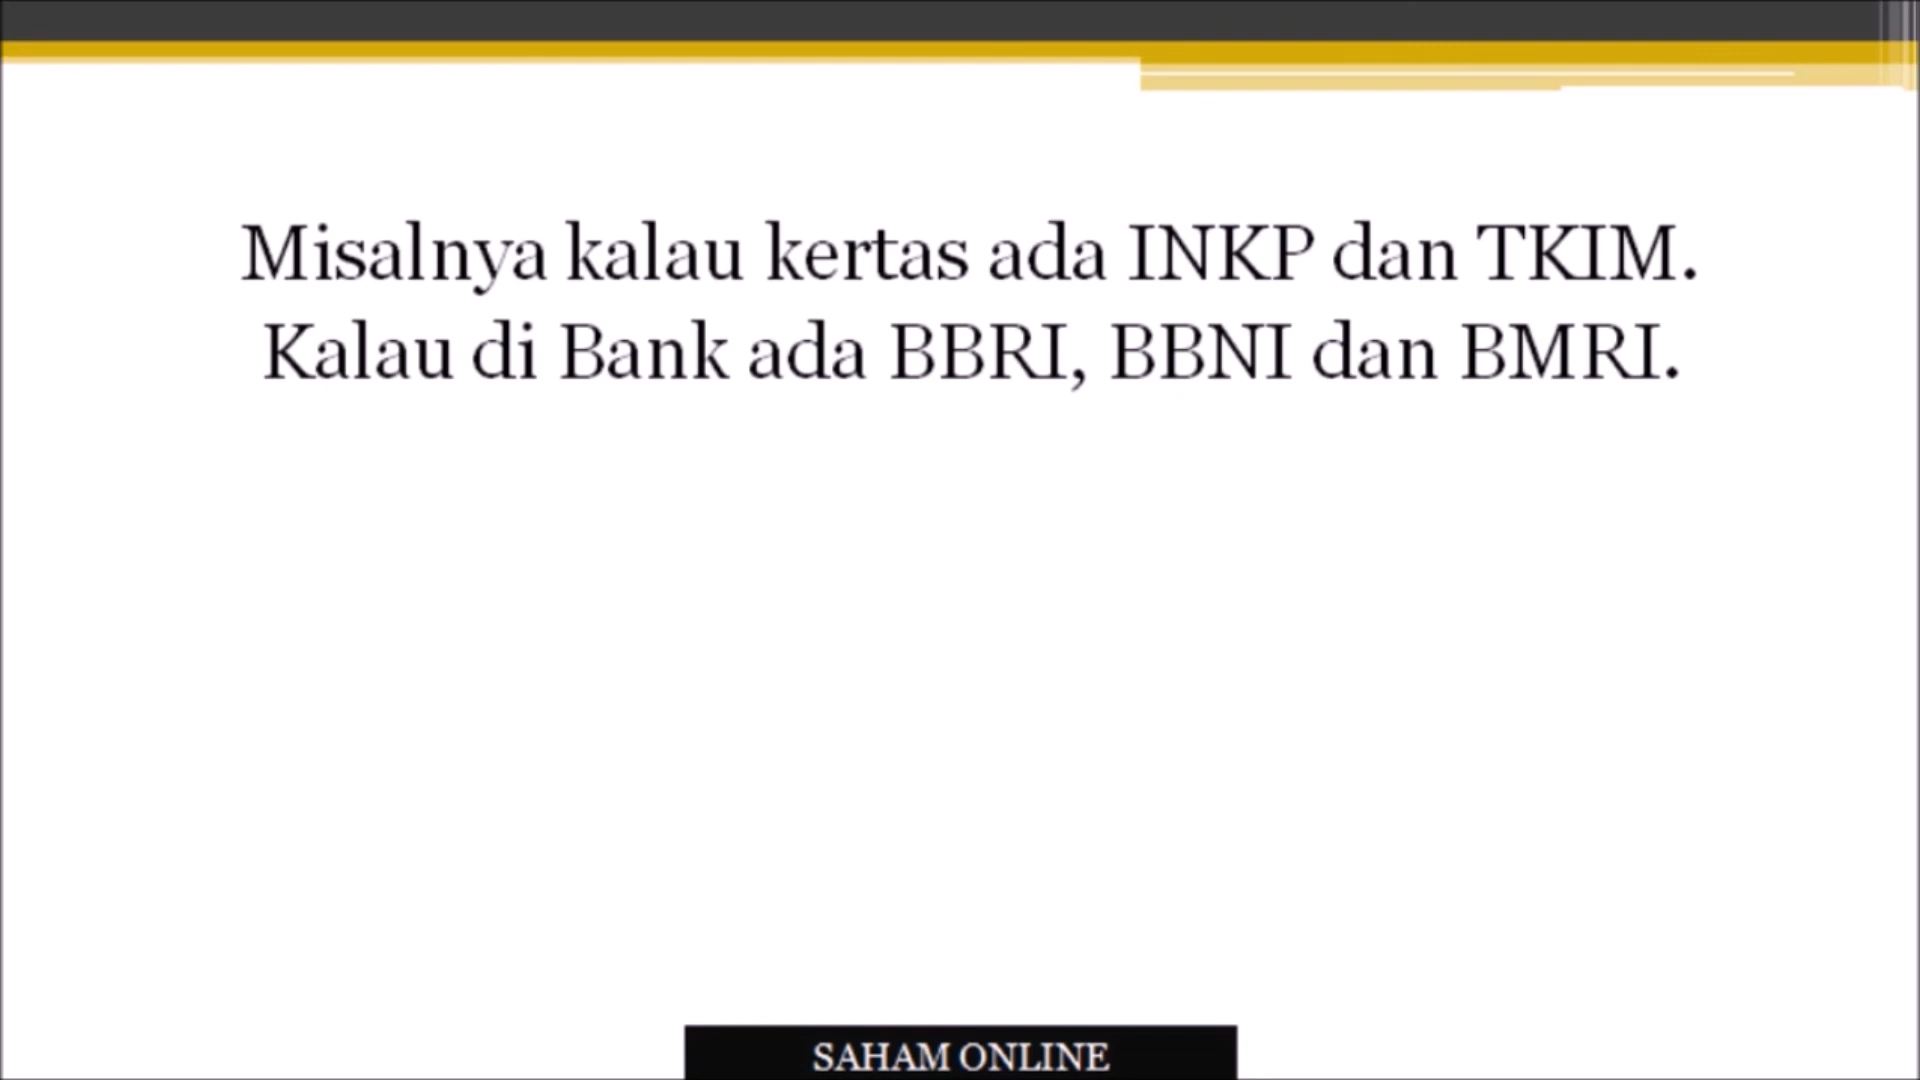 Misalnya kalau kertas ada INKP dan TKIM.
Kalau di Bank ada BBRI, BBNI dan BMRI.
SAHAM ONLINE